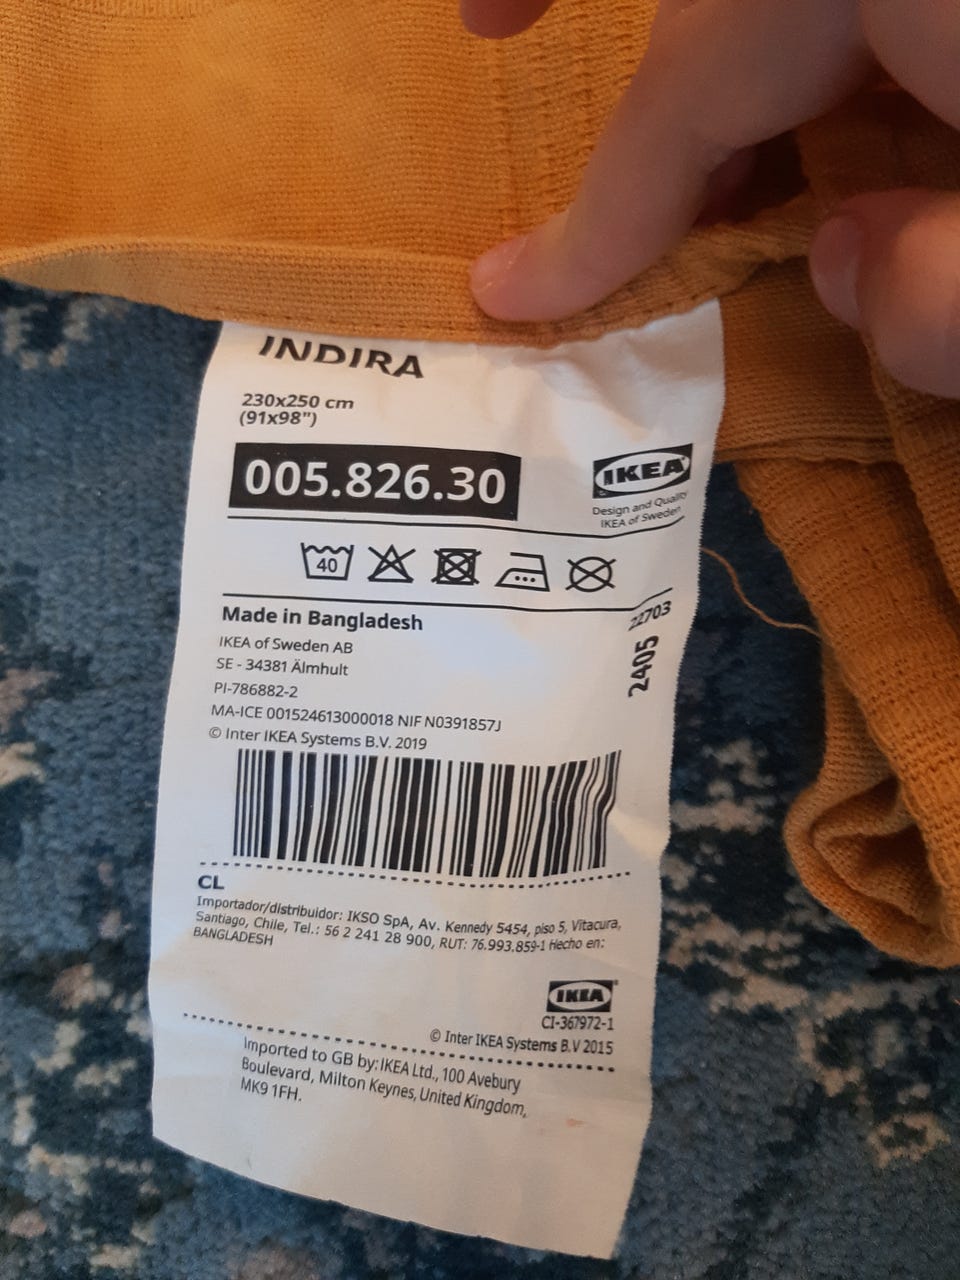 INDIRA
230x250 cm
(91x98")
005.826.30
IKEA
Design and Quality
IKEA of Sweden
40
Made in Bangladesh
IKEA of Sweden AB
SE - 34381 Älmhult
PI-786882-2
MA-ICE 001524613000018 NIF N0391857J
© Inter IKEA Systems B.V. 2019
22703
2405
CL
Importador/distribuidor: IKSO SpA, Av. Kennedy 5454, piso 5, Vitacura,
Santiago, Chile, Tel.: 56 2 241 28 900, RUT: 76.993.859-1 Hecho en:
BANGLADESH
IKEA
CI-367972-1
© Inter IKEA Systems B.V 2015
Imported to GB by: IKEA Ltd., 100 Avebury
Boulevard, Milton Keynes, United Kingdom,
MK9 1FH.